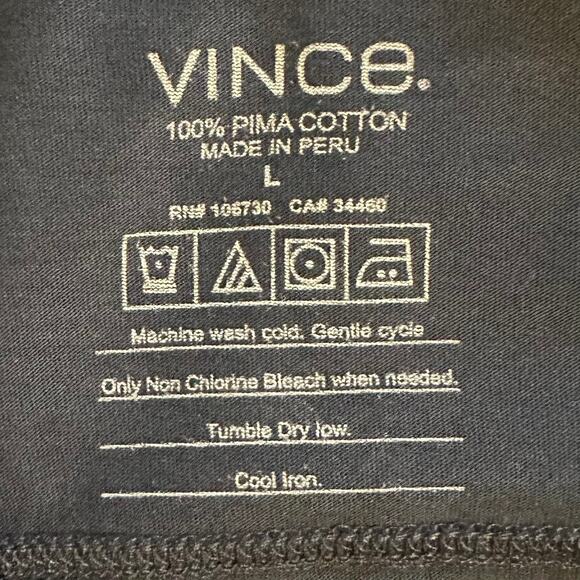 VINCE.
100% PIMA COTTON
MADE IN PERU
L
RN# 106730 CA# 34460
Machine wash cold. Gentle cycle
Only Non Chlorine Bleach when needed.
Tumble Dry low.
Cool Iron.